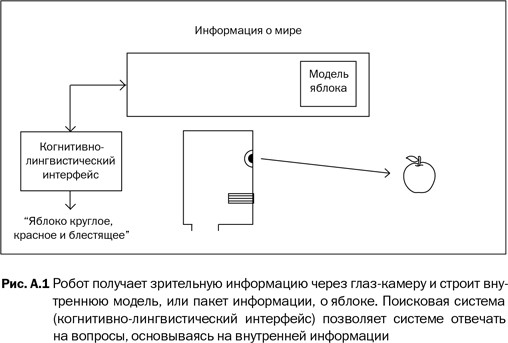 Информация о мире
Модель
яблока
Когнитивно-
лингвистический
интерфейс
“Яблоко круглое,
красное и блестящее”
Рис. А.1 Робот получает зрительную информацию через глаз-камеру и строит вну-
треннюю модель, или пакет информации, о яблоке. Поисковая система
(когнитивно-лингвистический интерфейс) позволяет системе отвечать
на вопросы, основываясь на внутренней информации